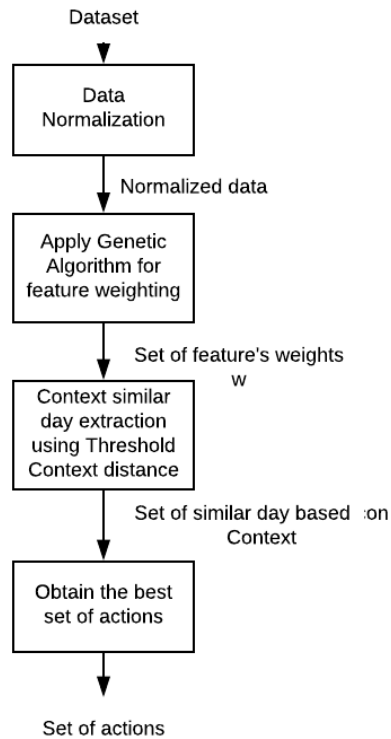 Dataset
Data
Normalization
Normalized data
Apply Genetic
Algorithm for
feature weighting
Set of feature's weights
w
Context similar
day extraction
using Threshold
Context distance
Set of similar day based on
Context
Obtain the best
set of actions
Set of actions